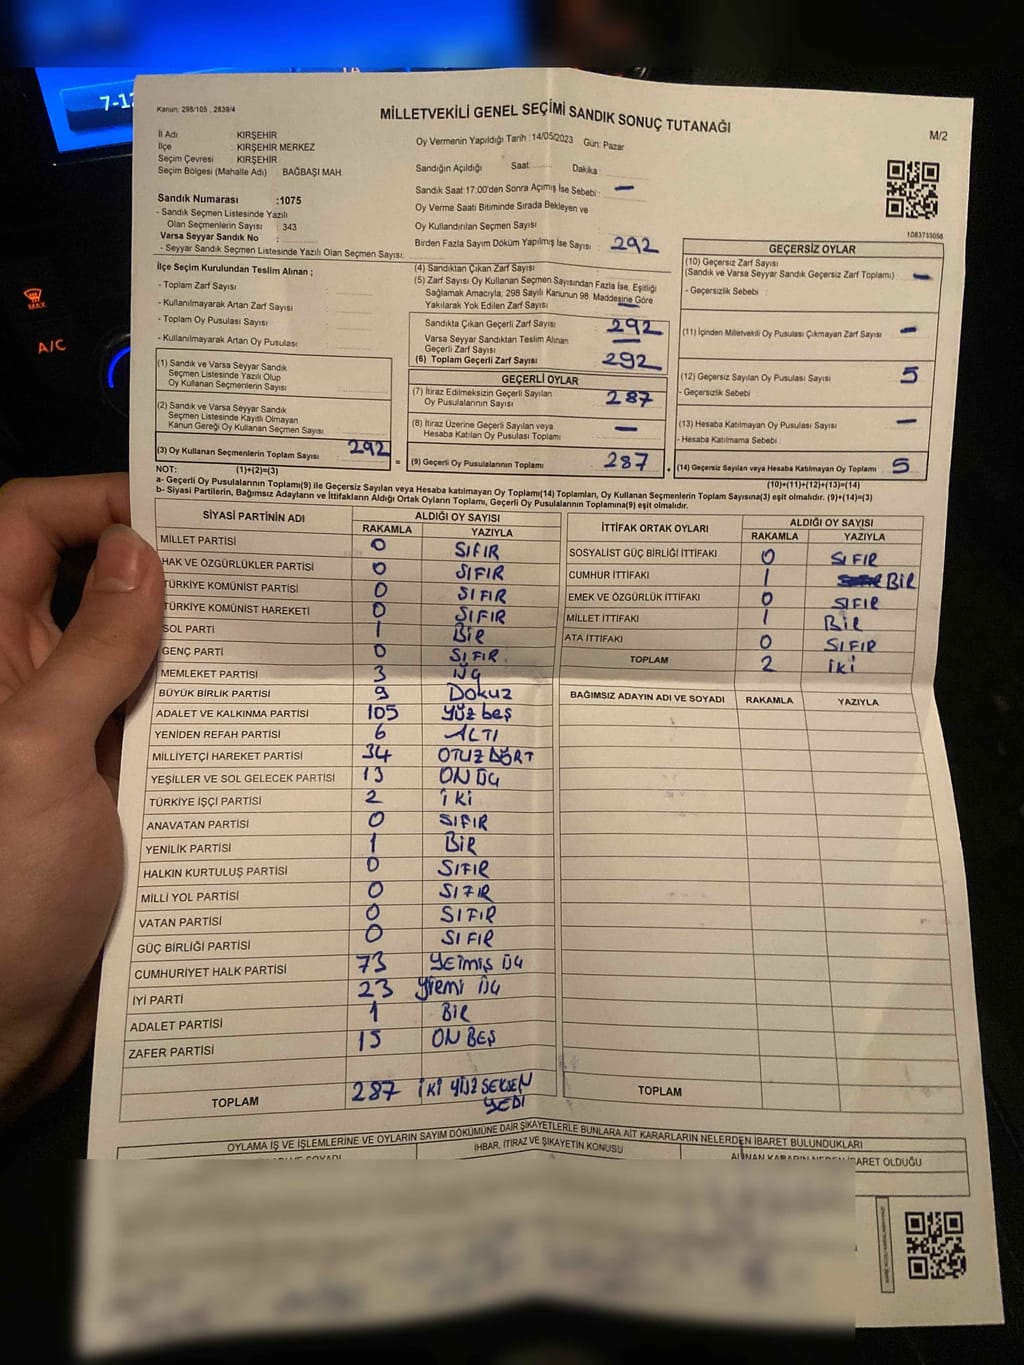 7-12
MAX
A/C
Kanun: 298/105 , 2839/4
MİLLETVEKİLİ GENEL SEÇİMİ SANDIK SONUÇ TUTANAĞI
M/2
İl Adı KIRŞEHİR
İlçe KIRŞEHİR MERKEZ
Seçim Çevresi KIRŞEHİR
Seçim Bölgesi (Mahalle Adı) BAĞBAŞI MAH.
Sandık Numarası :1075
- Sandık Seçmen Listesinde Yazılı
Olan Seçmenlerin Sayısı 343
Varsa Seyyar Sandık No :
- Seyyar Sandık Seçmen Listesinde Yazılı Olan Seçmen Sayısı:
Oy Vermenin Yapıldığı Tarih : 14/05/2023 Gün: Pazar
Sandığın Açıldığı Saat: Dakika:
Sandık Saat 17:00'den Sonra Açımış İse Sebebi : —
Oy Verme Saati Bitiminde Sırada Bekleyen ve
Oy Kullandırılan Seçmen Sayısı
Birden Fazla Sayım Döküm Yapılmış İse Sayısı 292
1083733056
İlçe Seçim Kurulundan Teslim Alınan ;
- Toplam Zarf Sayısı :
- Kullanılmayarak Artan Zarf Sayısı :
- Toplam Oy Pusulası Sayısı :
- Kulanılmayarak Artan Oy Pusulası :
(1) Sandık ve Varsa Seyyar Sandık
Seçmen Listesinde Yazılı Olup
Oy Kullanan Seçmenlerin Sayısı
(2) Sandık ve Varsa Seyyar Sandık
Seçmen Listesinde Kayıtlı Olmayan
Kanun Gereği Oy Kullanan Seçmen Sayısı
(3) Oy Kullanan Seçmenlerin Toplam Sayısı 292
(4) Sandıktan Çıkan Zarf Sayısı
(5) Zarf Sayısı Oy Kullanan Seçmen Sayısından Fazla İse, Eşitliği
Sağlamak Amacıyla, 298 Sayılı Kanunun 98. Maddesine Göre
Yakılarak Yok Edilen Zarf Sayısı —
Sandıkta Çıkan Geçerli Zarf Sayısı 292
Varsa Seyyar Sandıktan Teslim Alınan
Geçerli Zarf Sayısı —
(6) Toplam Geçerli Zarf Sayısı 292
GEÇERLİ OYLAR
(7) İtiraz Edilmeksizin Geçerli Sayılan
Oy Pusulalarının Sayısı 287
(8) İtiraz Üzerine Geçerli Sayılan veya
Hesaba Katılan Oy Pusulası Toplamı —
= (9) Geçerli Oy Pusulalarının Toplamı 287
GEÇERSİZ OYLAR
(10) Geçersiz Zarf Sayısı
(Sandık ve Varsa Seyyar Sandık Geçersiz Zarf Toplamı) : —
- Geçersizlik Sebebi :
(11) İçinden Milletvekili Oy Pusulası Çıkmayan Zarf Sayısı —
(12) Geçersiz Sayılan Oy Pusulası Sayısı 5
- Geçersizlik Sebebi :
(13) Hesaba Katılmayan Oy Pusulası Sayısı —
- Hesaba Katılmama Sebebi :
+ (14) Geçersiz Sayılan veya Hesaba Katılmayan Oy Toplamı 5
NOT: (1)+(2)=(3)
(10)+(11)+(12)+(13)=(14)
a- Geçerli Oy Pusulalarının Toplamı(9) ile Geçersiz Sayılan veya Hesaba katılmayan Oy Toplamı(14) Toplamları, Oy Kullanan Seçmenlerin Toplam Sayısına(3) eşit olmalıdır. (9)+(14)=(3)
b- Siyasi Partilerin, Bağımsız Adayların ve İttifakların Aldığı Ortak Oyların Toplamı, Geçerli Oy Pusulalarının Toplamına(9) eşit olmalıdır.
SİYASİ PARTİNİN ADI ALDIĞI OY SAYISI
RAKAMLA YAZIYLA
MİLLET PARTİSİ 0 SIFIR
HAK VE ÖZGÜRLÜKLER PARTİSİ 0 SIFIR
TÜRKİYE KOMÜNİST PARTİSİ 0 SIFIR
TÜRKİYE KOMÜNİST HAREKETİ 0 SIFIR
SOL PARTİ 1 BİR
GENÇ PARTİ 0 SIFIR
MEMLEKET PARTİSİ 3 ÜÇ
BÜYÜK BİRLİK PARTİSİ 9 DOKUZ
ADALET VE KALKINMA PARTİSİ 105 YÜZ beş
YENİDEN REFAH PARTİSİ 6 ALTI
MİLLİYETÇİ HAREKET PARTİSİ 34 OTUZ DÖRT
YEŞİLLER VE SOL GELECEK PARTİSİ 13 ON ÜÇ
TÜRKİYE İŞÇİ PARTİSİ 2 İKİ
ANAVATAN PARTİSİ 0 SIFIR
YENİLİK PARTİSİ 1 BİR
HALKIN KURTULUŞ PARTİSİ 0 SIFIR
MİLLİ YOL PARTİSİ 0 SIFIR
VATAN PARTİSİ 0 SIFIR
GÜÇ BİRLİĞİ PARTİSİ 0 SIFIR
CUMHURİYET HALK PARTİSİ 73 YETMİŞ ÜÇ
İYİ PARTİ 23 YİRMİ ÜÇ
ADALET PARTİSİ 1 BİR
ZAFER PARTİSİ 15 ON BEŞ
TOPLAM 287 İKİ YÜZ SEKSEN
YEDİ
İTTİFAK ORTAK OYLARI ALDIĞI OY SAYISI
RAKAMLA YAZIYLA
SOSYALİST GÜÇ BİRLİĞİ İTTİFAKI 0 SIFIR
CUMHUR İTTİFAKI 1 BİR
EMEK VE ÖZGÜRLÜK İTTİFAKI 0 SIFIR
MİLLET İTTİFAKI 1 BİR
ATA İTTİFAKI 0 SIFIR
TOPLAM 2 İKİ
BAĞIMSIZ ADAYIN ADI VE SOYADI RAKAMLA YAZIYLA
TOPLAM
OYLAMA İŞ VE İŞLEMLERİNE VE OYLARIN SAYIM DÖKÜMÜNE DAİR ŞİKAYETLERLE BUNLARA AİT KARARLARIN NELERDEN İBARET BULUNDUKLARI
İHBAR, İTİRAZ VE ŞİKAYETİN KONUSU
ALINAN KARARIN NEDEN İBARET OLDUĞU